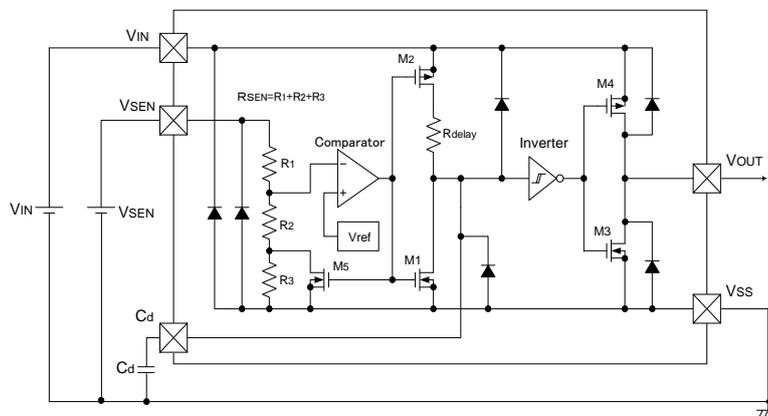 VIN
M2
M4
VSEN
RSEN=R1+R2+R3
Comparator
Rdelay
Inverter
R1
−
+
VOUT
VIN
VSEN
R2
Vref
M3
M5
M1
R3
Cd
VSS
Cd